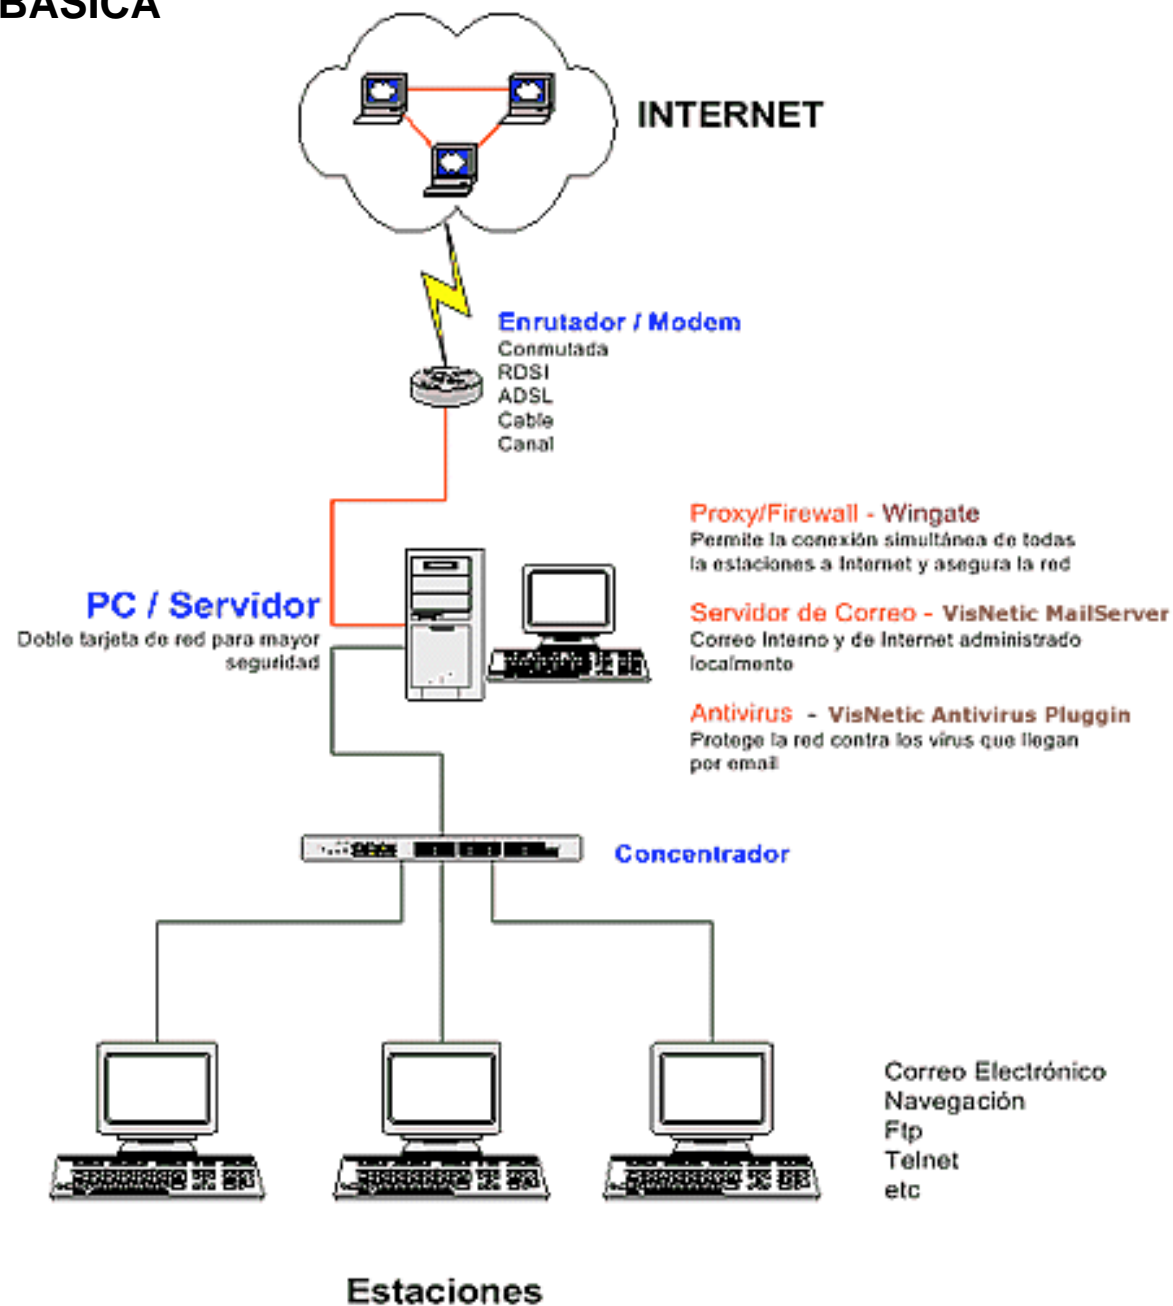 BASICA
INTERNET
Enrutador / Modem
Conmutada
RDSI
ADSL
Cable
Canal
Proxy/Firewall - Wingate
Permite la conexión simultánea de todas
la estaciones a Internet y asegura la red
PC / Servidor
Doble tarjeta de red para mayor
seguridad
Servidor de Correo - VisNetic MailServer
Correo Interno y de Internet administrado
localmente
Antivirus - VisNetic Antivirus Pluggin
Protege la red contra los virus que llegan
por email
Concentrador
Correo Electrónico
Navegación
Ftp
Telnet
etc
Estaciones